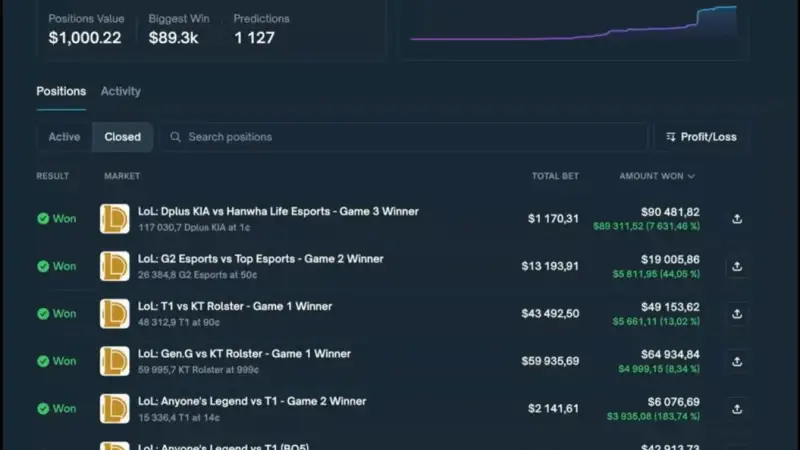 Positions Value
Biggest Win
Predictions
$1,000.22
$89.3k
1 127
Positions
Activity
Active
Closed
Search positions
Profit/Loss
RESULT
MARKET
TOTAL BET
AMOUNT WON
Won
LoL: Dplus KIA vs Hanwha Life Esports - Game 3 Winner
117 030,7 Dplus KIA at 1¢
$1 170,31
$90 481,82
$89 311,52 (7 631,46 %)
Won
LoL: G2 Esports vs Top Esports - Game 2 Winner
26 384,8 G2 Esports at 50¢
$13 193,91
$19 005,86
$5 811,95 (44,05 %)
Won
LoL: T1 vs KT Rolster - Game 1 Winner
48 312,9 T1 at 90¢
$43 492,50
$49 153,62
$5 661,11 (13,02 %)
Won
LoL: Gen.G vs KT Rolster - Game 1 Winner
59 995,7 KT Rolster at 999¢
$59 935,69
$64 934,84
$4 999,15 (8,34 %)
Won
LoL: Anyone's Legend vs T1 - Game 2 Winner
15 336,4 T1 at 14¢
$2 141,61
$6 076,69
$3 935,08 (183,74 %)
LoL: Anyone's Legend vs T1 (BO5)
$42 913,73